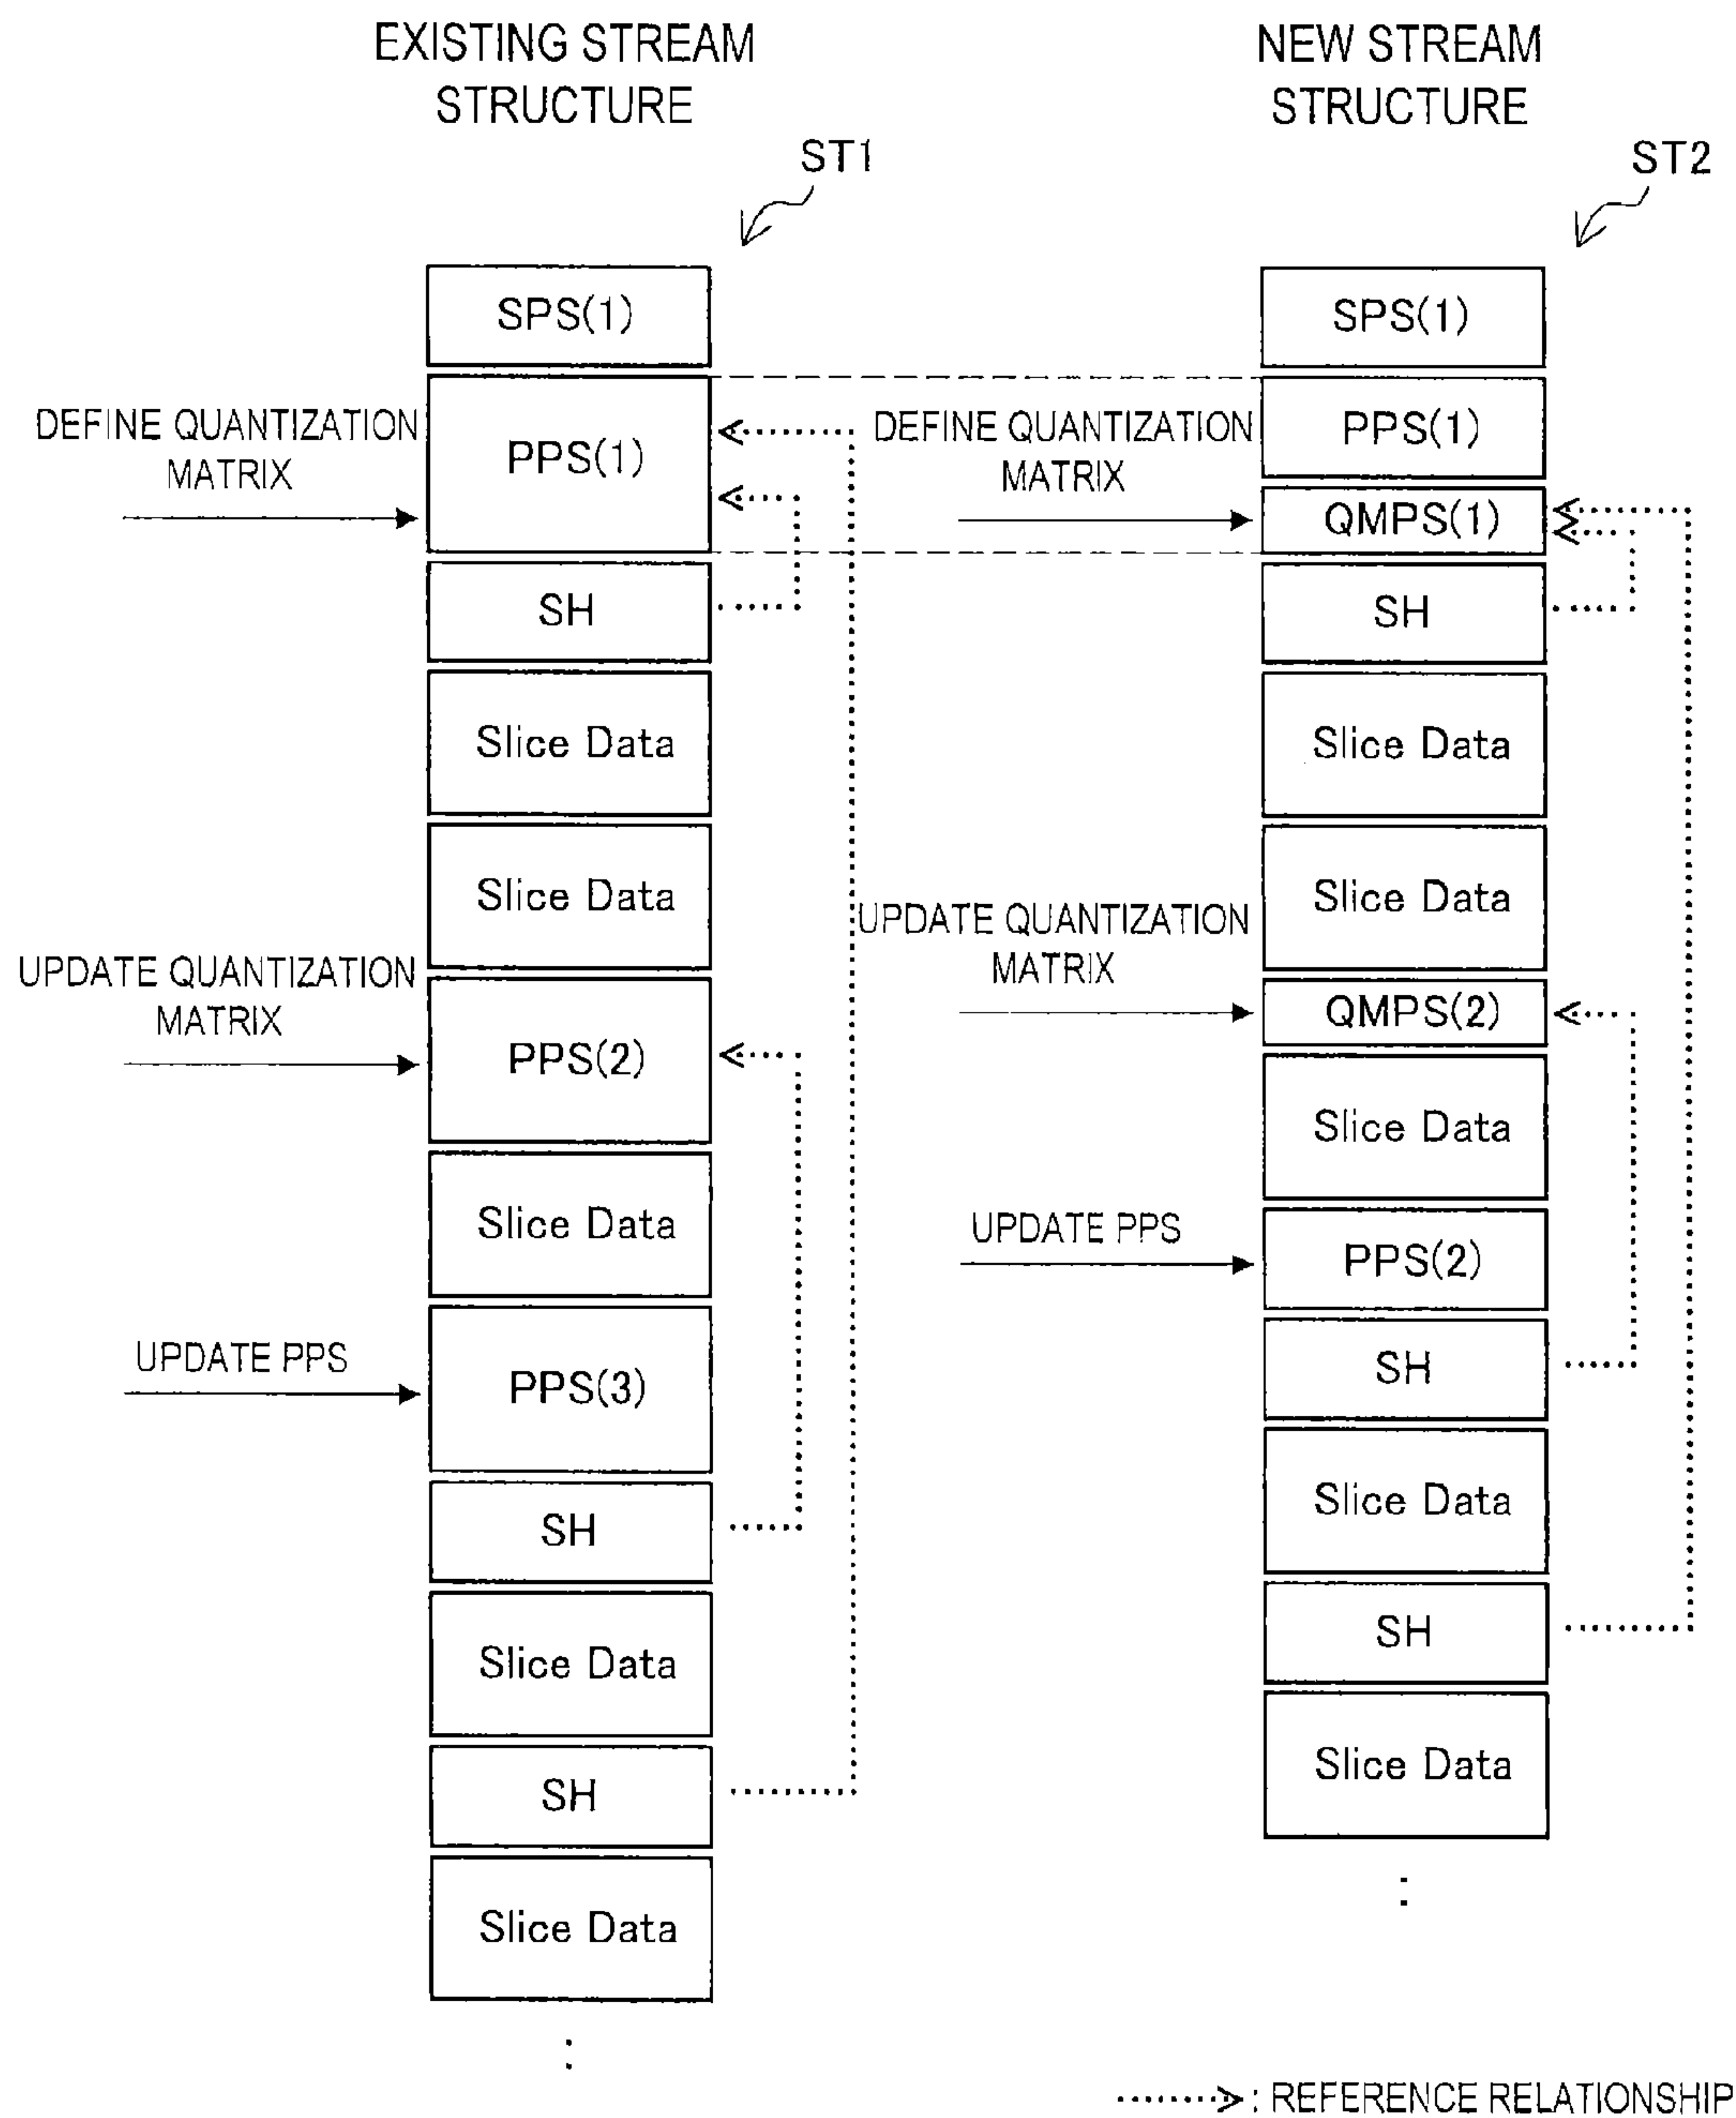 EXISTING STREAM
STRUCTURE
ST1
SPS(1)
DEFINE QUANTIZATION
MATRIX
PPS(1)
SH
Slice Data
Slice Data
UPDATE QUANTIZATION
MATRIX
PPS(2)
Slice Data
UPDATE PPS
PPS(3)
SH
Slice Data
SH
Slice Data
:
NEW STREAM
STRUCTURE
ST2
SPS(1)
PPS(1)
DEFINE QUANTIZATION
MATRIX
QMPS(1)
SH
Slice Data
Slice Data
UPDATE QUANTIZATION
MATRIX
QMPS(2)
Slice Data
UPDATE PPS
PPS(2)
SH
Slice Data
SH
Slice Data
:
: REFERENCE RELATIONSHIP